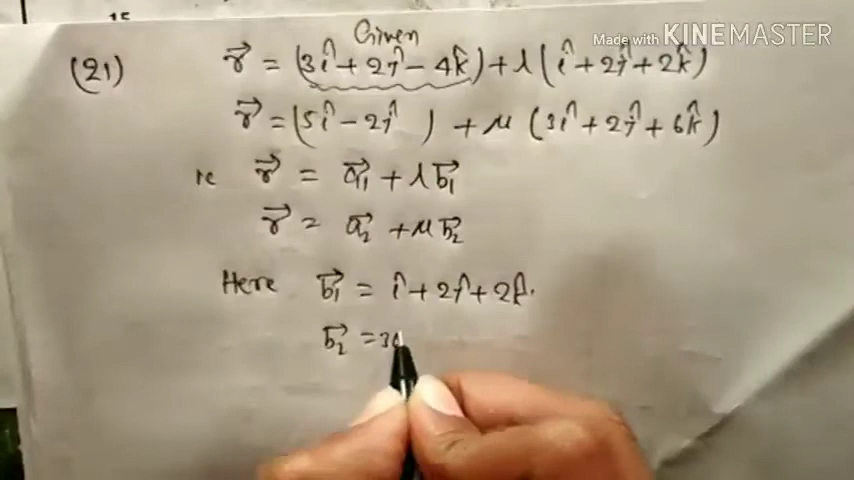 15
Made with KINEMASTER
Given
(21) r⃗ = (3î + 2ĵ - 4k̂) + λ(î + 2ĵ + 2k̂)
r⃗ = (5î - 2ĵ ) + μ (3î + 2ĵ + 6k̂)
r⃗ = a⃗₁ + λb⃗₁
r⃗ = a⃗₂ + μb⃗₂
Here b⃗₁ = î + 2ĵ + 2k̂.
b⃗₂ = 3